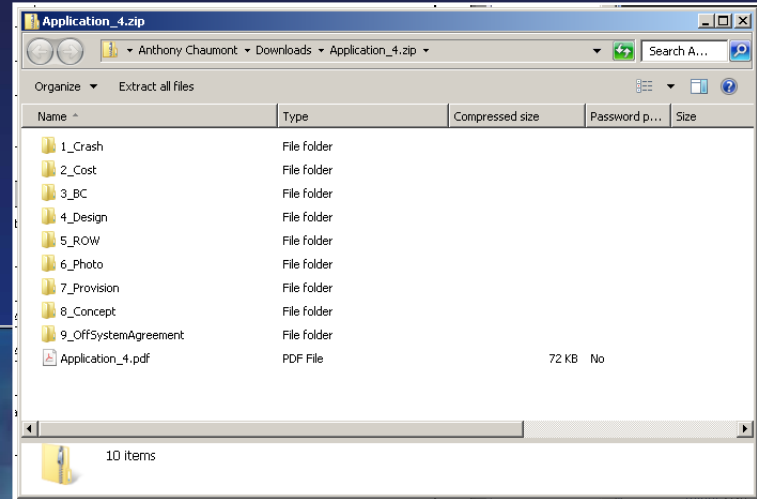 Application_4.zip
Anthony Chaumont Downloads Application_4.zip Search A...
Organize Extract all files
Name Type Compressed size Password p... Size
1_Crash File folder
2_Cost File folder
3_BC File folder
4_Design File folder
5_ROW File folder
6_Photo File folder
7_Provision File folder
8_Concept File folder
9_OffSystemAgreement File folder
Application_4.pdf PDF File 72 KB No
10 items